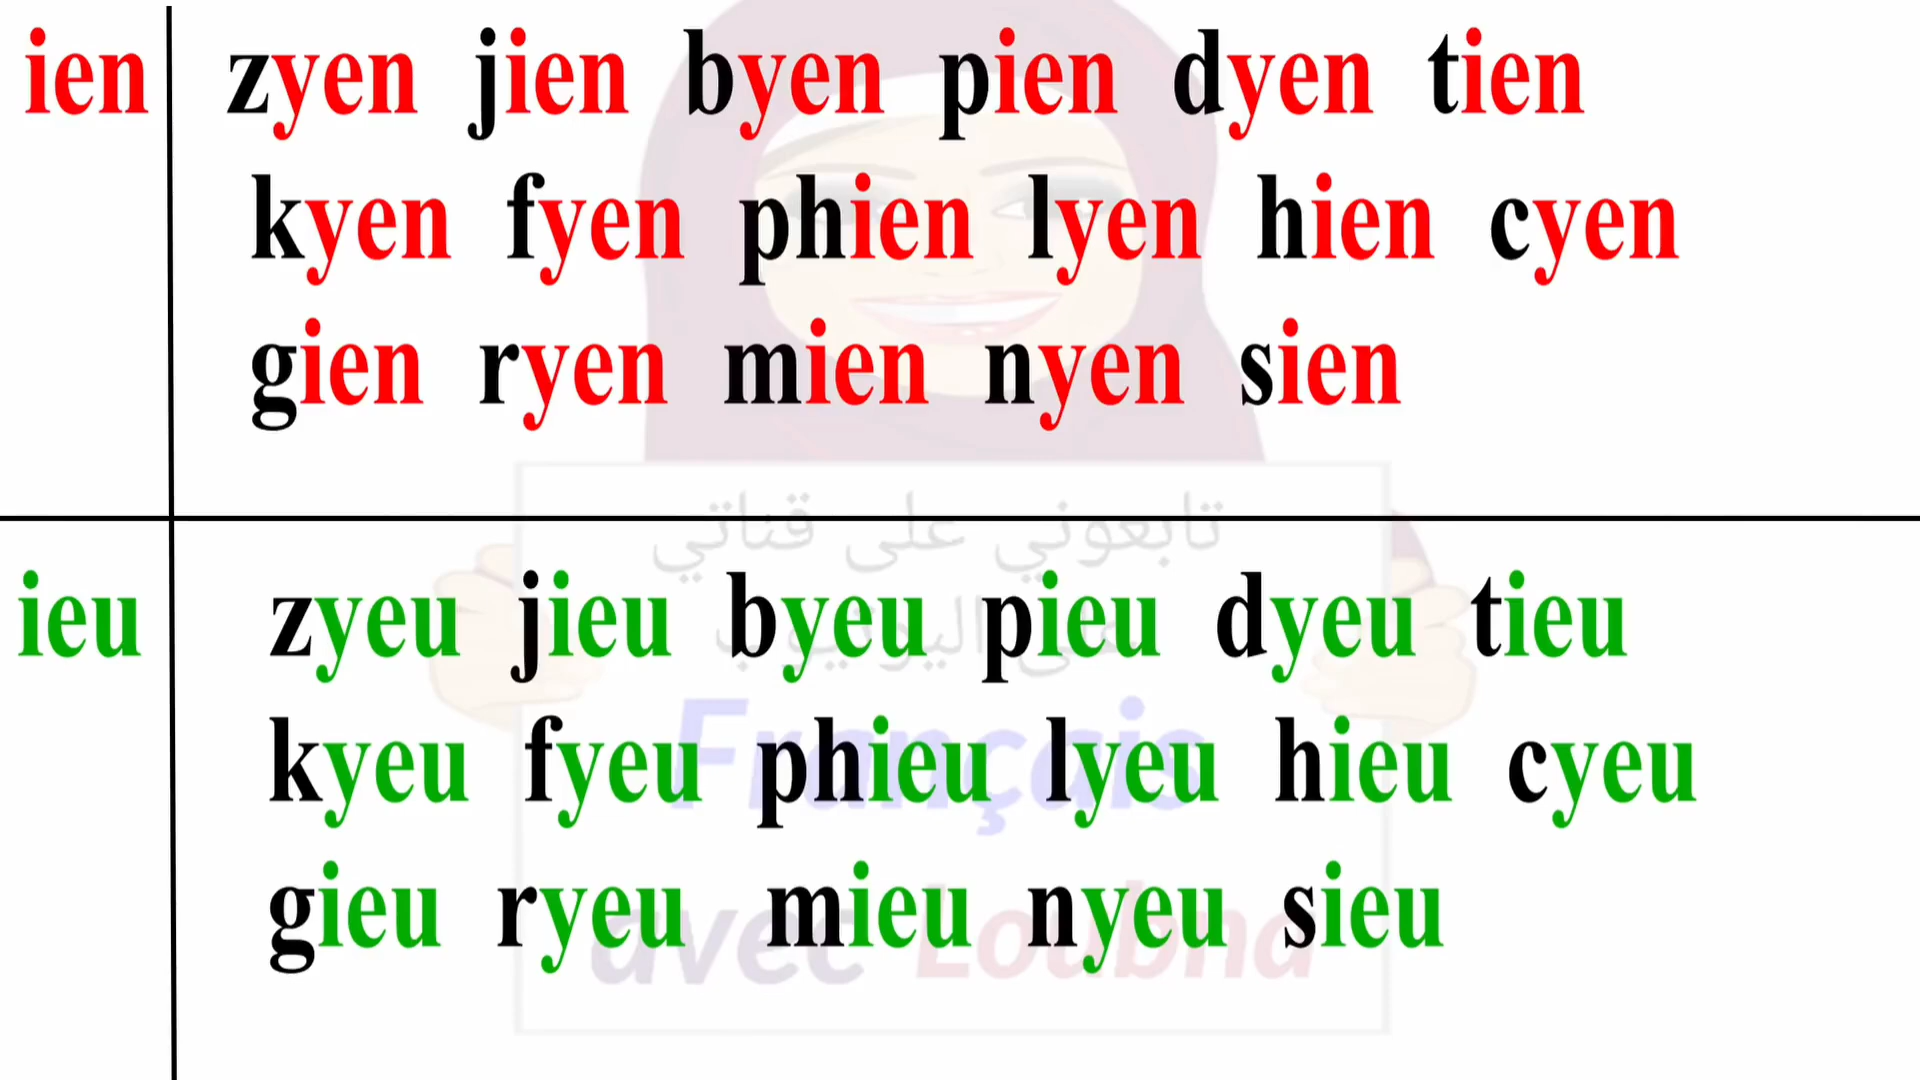 ien zyen jien byen pien dyen tien
kyen fyen phien lyen hien cyen
gien ryen mien nyen sien
تابعوني على قناتي
على اليوتيوب
ieu zyeu jieu byeu pieu dyeu tieu
Français
kyeu fyeu phieu lyeu hieu cyeu
avec Loubna
gieu ryeu mieu nyeu sieu